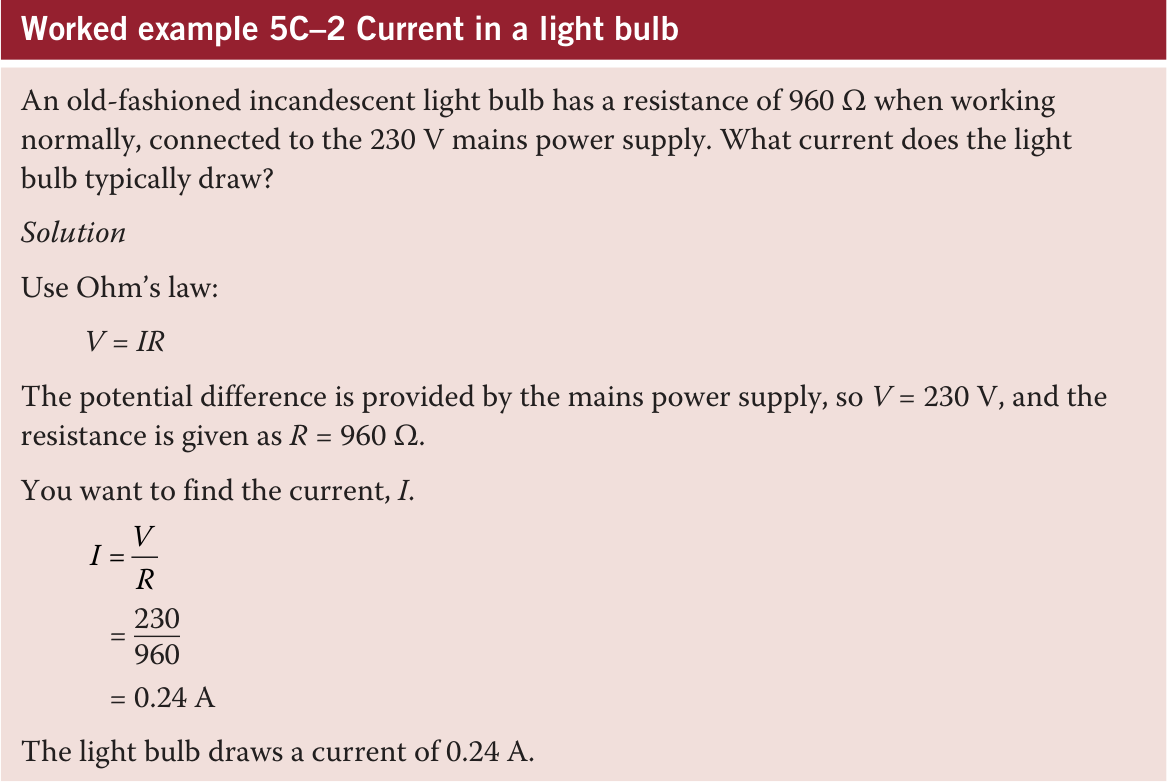 Worked example 5C–2 Current in a light bulb
An old-fashioned incandescent light bulb has a resistance of 960 Ω when working
normally, connected to the 230 V mains power supply. What current does the light
bulb typically draw?
Solution
Use Ohm’s law:
V = IR
The potential difference is provided by the mains power supply, so V = 230 V, and the
resistance is given as R = 960 Ω.
You want to find the current, I.
I = V/R
= 230/960
= 0.24 A
The light bulb draws a current of 0.24 A.